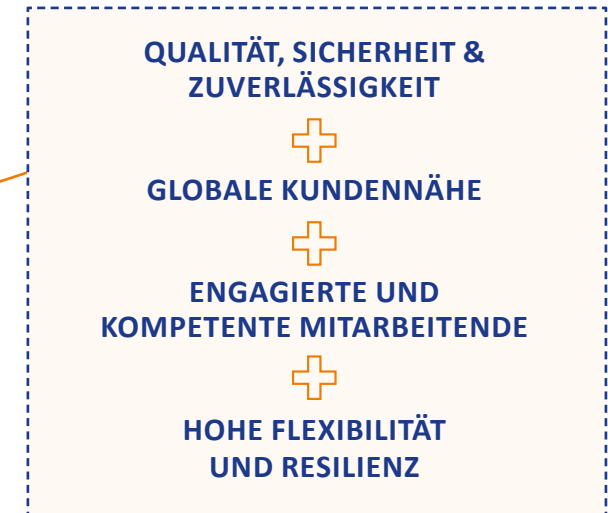 QUALITÄT, SICHERHEIT &
ZUVERLÄSSIGKEIT
GLOBALE KUNDENNÄHE
ENGAGIERTE UND
KOMPETENTE MITARBEITENDE
HOHE FLEXIBILITÄT
UND RESILIENZ